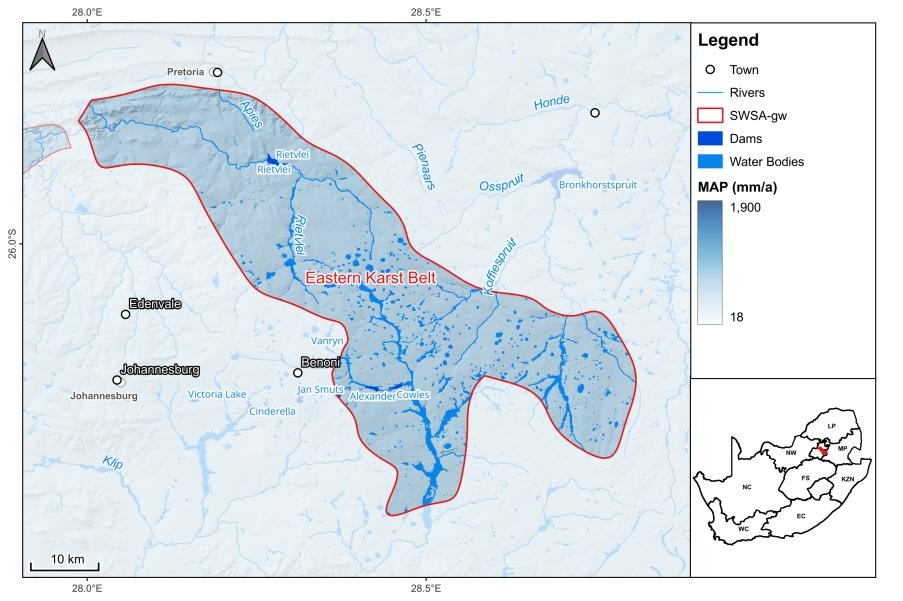 28.0°E
28.5°E
N
Pretoria
Apies
Honde
Pienaars
Rietvlei
Rietvlei
Osspruit
Bronkhorstspruit
Rietvlei
26.0°S
Koffiespruit
Eastern Karst Belt
Edenvale
Vanryn
Benoni
Johannesburg
Johannesburg
Victoria Lake
Jan Smuts
Alexander
Cowles
Cinderella
Klip
10 km
28.0°E
28.5°E
Legend
Town
Rivers
SWSA-gw
Dams
Water Bodies
MAP (mm/a)
1,900
18
LP
NW
MP
FS
KZN
NC
EC
WC